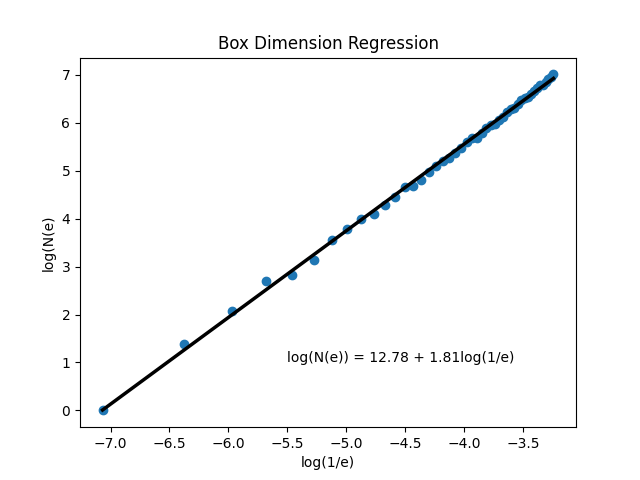 Box Dimension Regression
log(N(e))
7
6
5
4
3
2
1
0
log(N(e)) = 12.78 + 1.81log(1/e)
−7.0 −6.5 −6.0 −5.5 −5.0 −4.5 −4.0 −3.5
log(1/e)